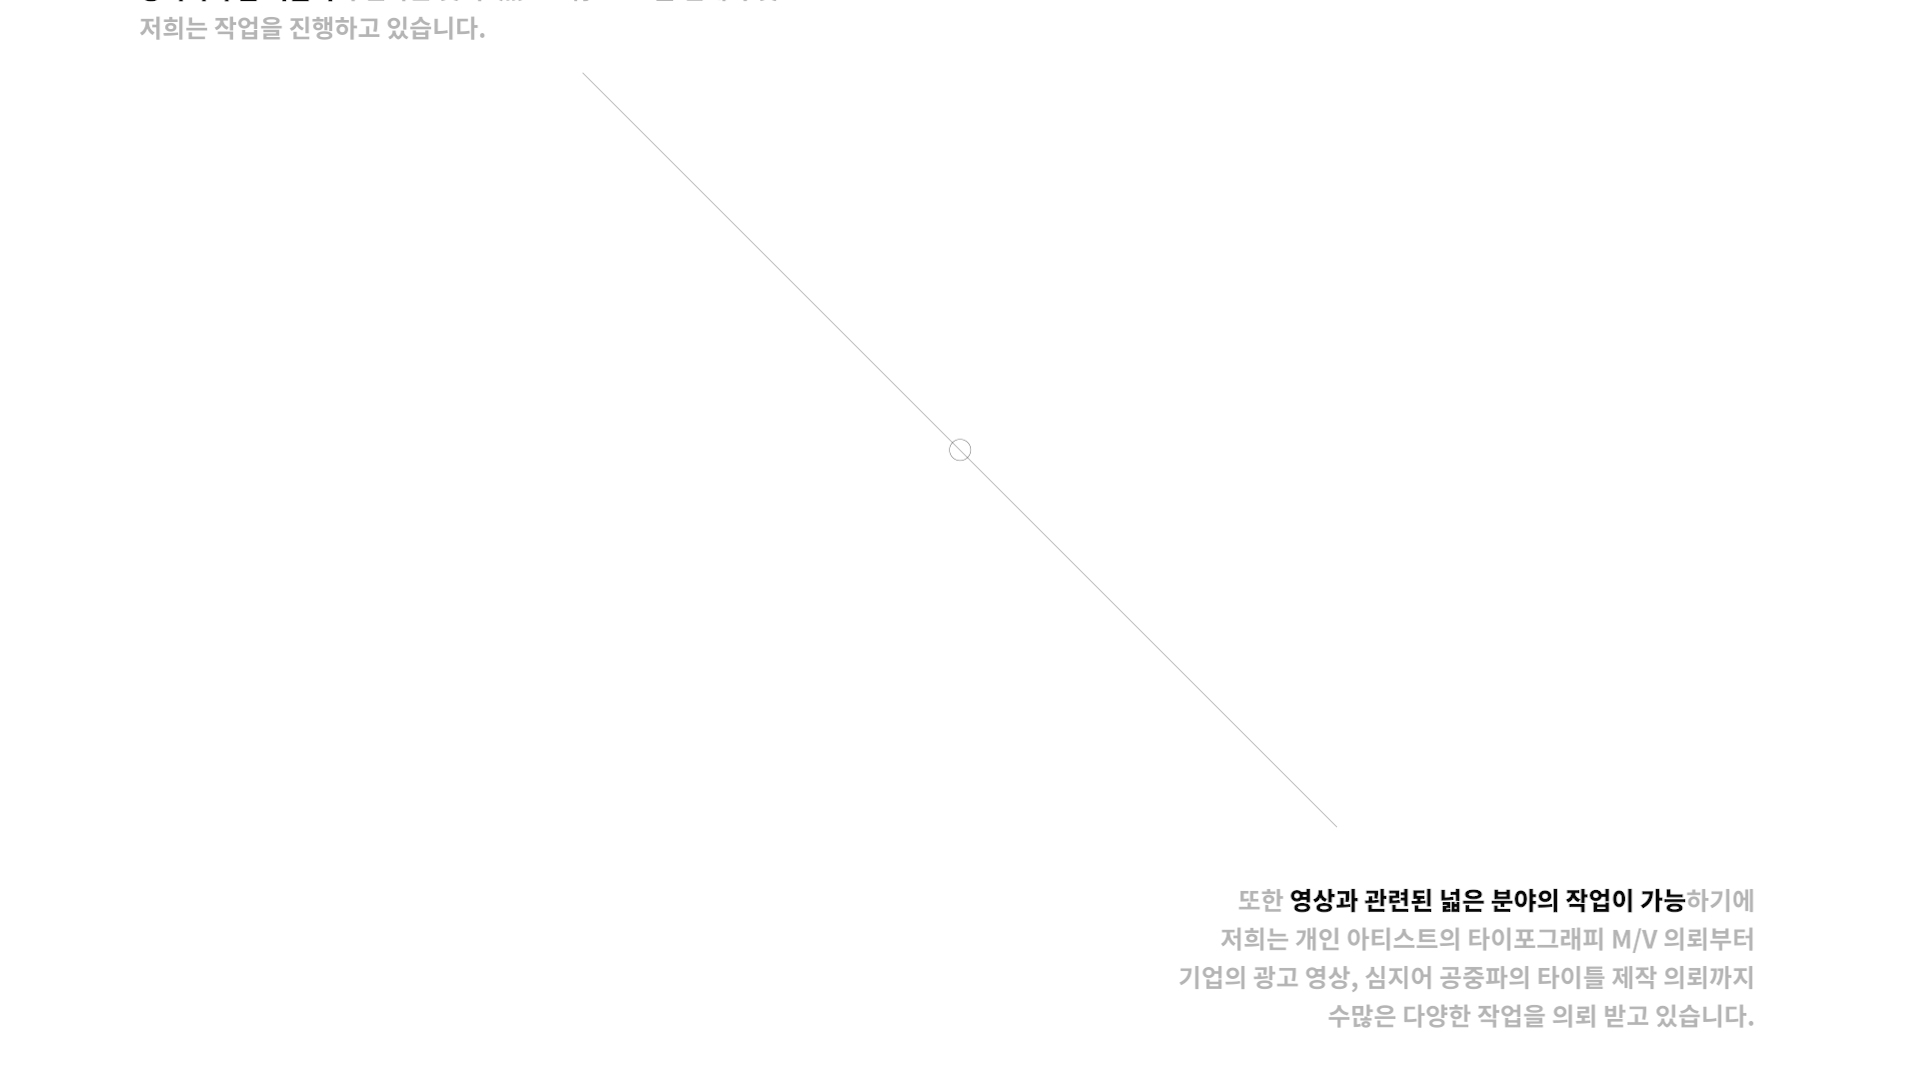 저희는 작업을 진행하고 있습니다.
또한 영상과 관련된 넓은 분야의 작업이 가능하기에
저희는 개인 아티스트의 타이포그래피 M/V 의뢰부터
기업의 광고 영상, 심지어 공중파의 타이틀 제작 의뢰까지
수많은 다양한 작업을 의뢰 받고 있습니다.